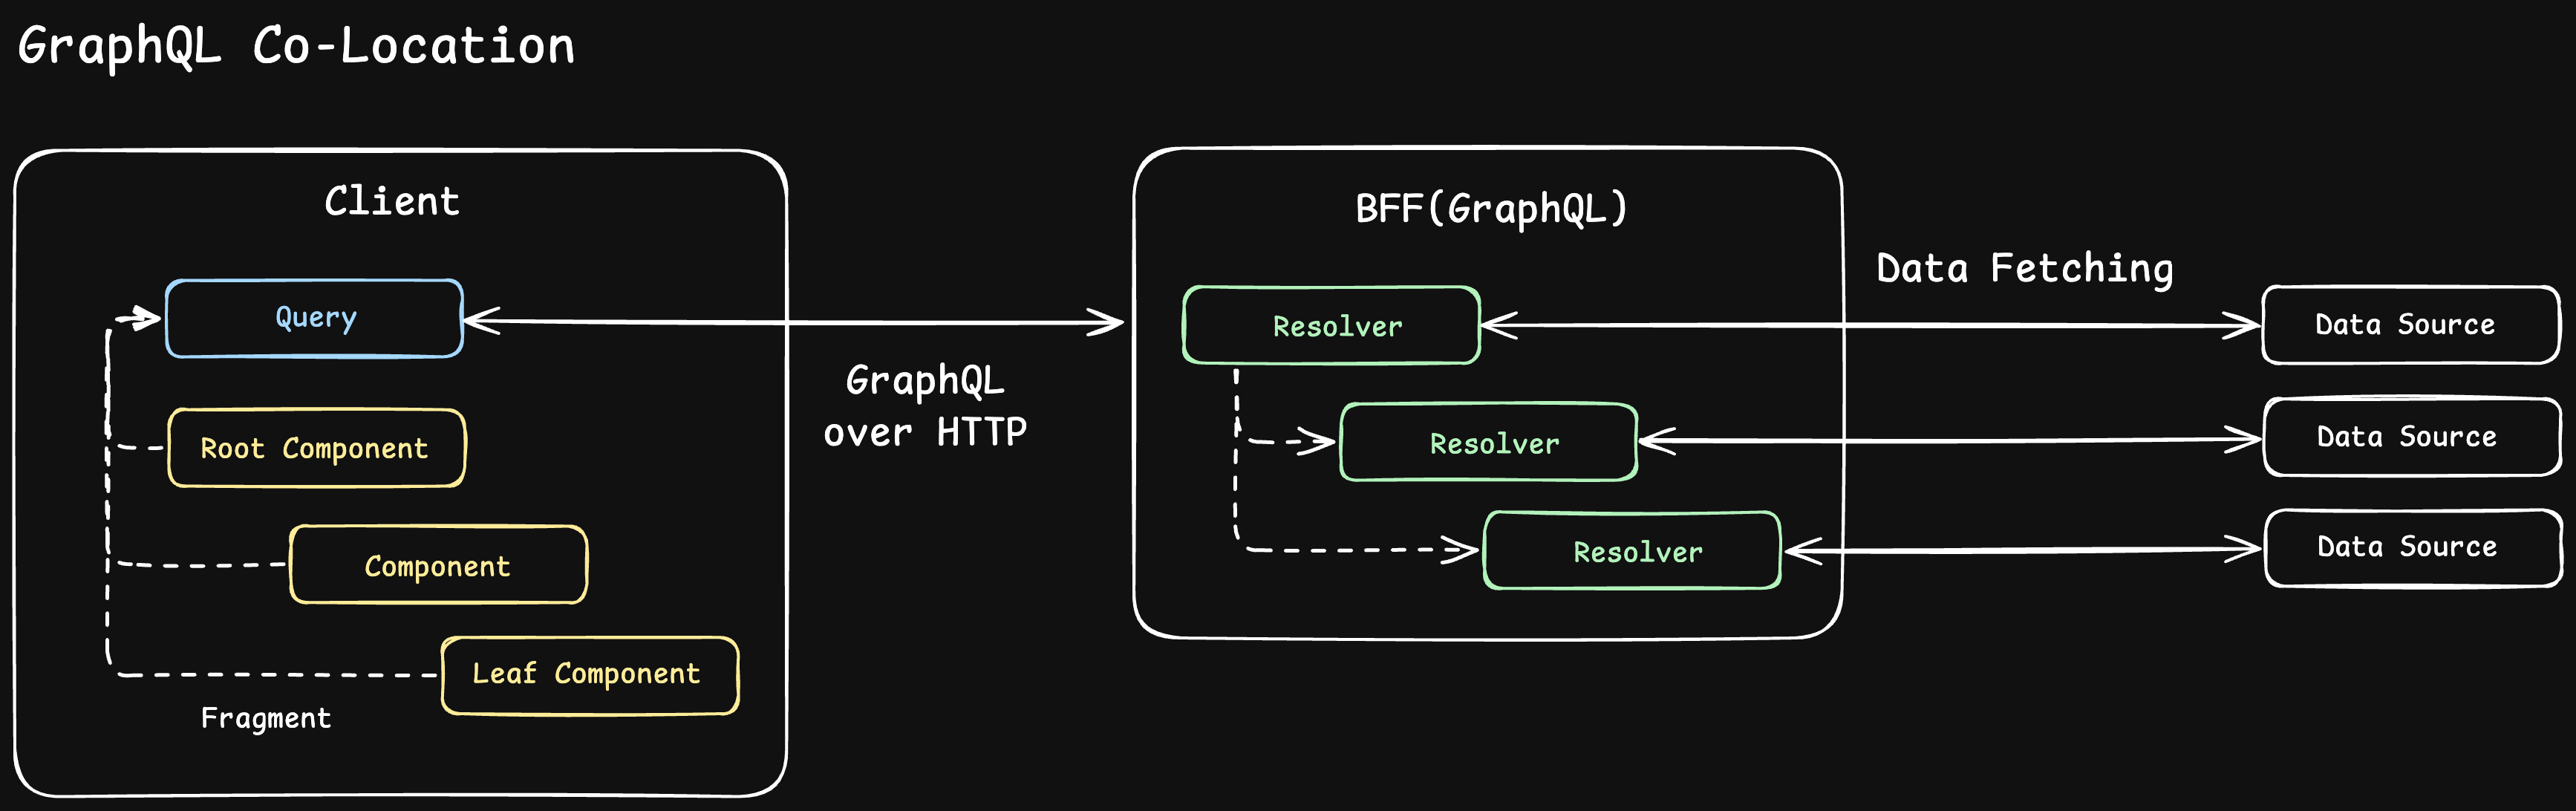 GraphQL Co-Location
Client
Query
Root Component
Component
Leaf Component
Fragment
GraphQL
over HTTP
BFF(GraphQL)
Resolver
Resolver
Resolver
Data Fetching
Data Source
Data Source
Data Source